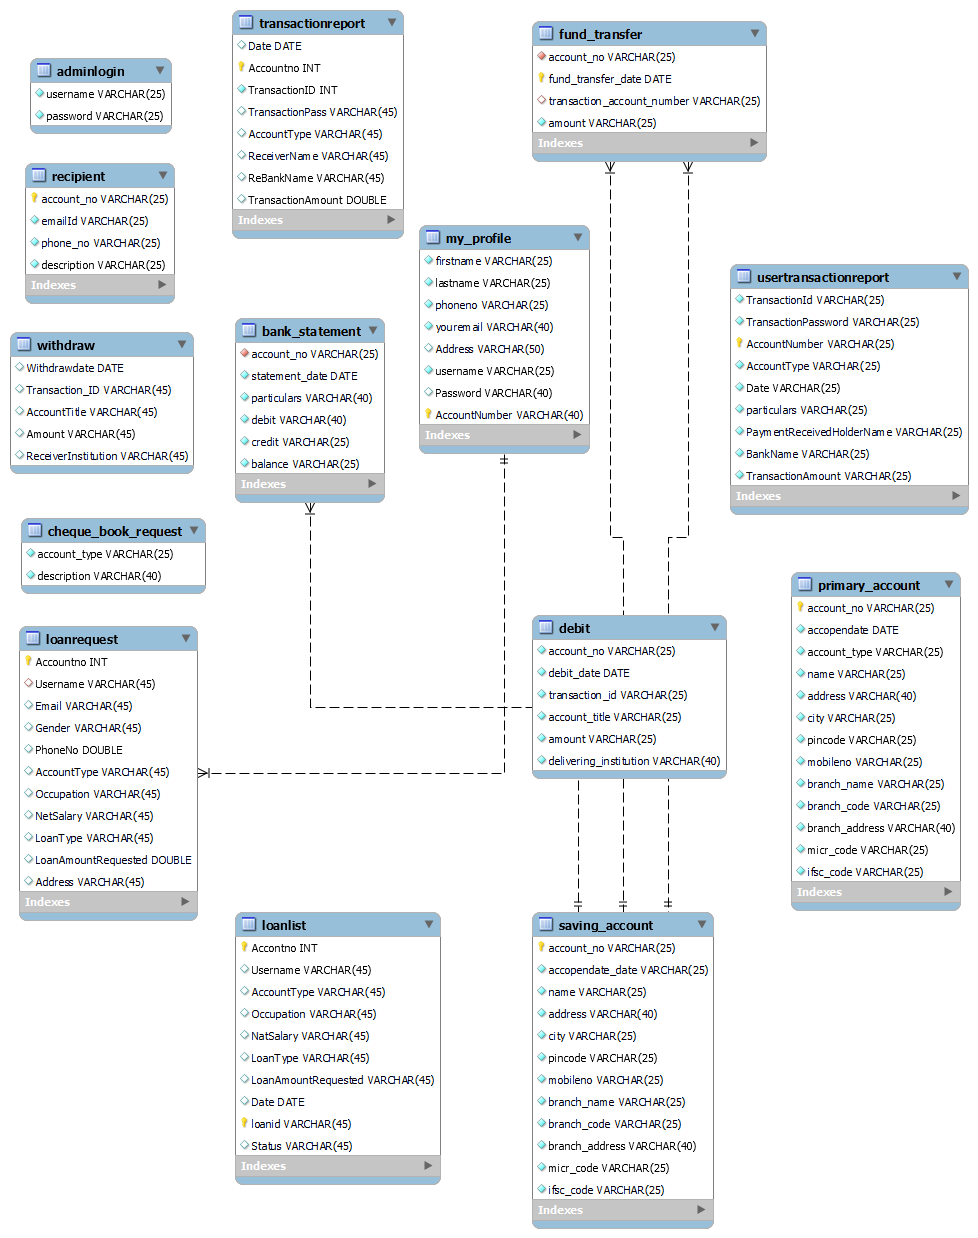 transactionreport
Date DATE
Accountno INT
TransactionID INT
TransactionPass VARCHAR(45)
AccountType VARCHAR(45)
ReceiverName VARCHAR(45)
ReBankName VARCHAR(45)
TransactionAmount DOUBLE
Indexes
fund_transfer
account_no VARCHAR(25)
fund_transfer_date DATE
transaction_account_number VARCHAR(25)
amount VARCHAR(25)
Indexes
adminlogin
username VARCHAR(25)
password VARCHAR(25)
recipient
account_no VARCHAR(25)
emailId VARCHAR(25)
phone_no VARCHAR(25)
description VARCHAR(25)
Indexes
my_profile
firstname VARCHAR(25)
lastname VARCHAR(25)
phoneno VARCHAR(25)
youremail VARCHAR(40)
Address VARCHAR(50)
username VARCHAR(25)
Password VARCHAR(40)
AccountNumber VARCHAR(40)
Indexes
usertransactionreport
TransactionId VARCHAR(25)
TransactionPassword VARCHAR(25)
AccountNumber VARCHAR(25)
AccountType VARCHAR(25)
Date VARCHAR(25)
particulars VARCHAR(25)
PaymentReceivedHolderName VARCHAR(25)
BankName VARCHAR(25)
TransactionAmount VARCHAR(25)
Indexes
bank_statement
account_no VARCHAR(25)
statement_date DATE
particulars VARCHAR(40)
debit VARCHAR(40)
credit VARCHAR(25)
balance VARCHAR(25)
Indexes
withdraw
Withdrawdate DATE
Transaction_ID VARCHAR(45)
AccountTitle VARCHAR(45)
Amount VARCHAR(45)
ReceiverInstitution VARCHAR(45)
cheque_book_request
account_type VARCHAR(25)
description VARCHAR(40)
loanrequest
Accountno INT
Username VARCHAR(45)
Email VARCHAR(45)
Gender VARCHAR(45)
PhoneNo DOUBLE
AccountType VARCHAR(45)
Occupation VARCHAR(45)
NetSalary VARCHAR(45)
LoanType VARCHAR(45)
LoanAmountRequested DOUBLE
Address VARCHAR(45)
Indexes
debit
account_no VARCHAR(25)
debit_date DATE
transaction_id VARCHAR(25)
account_title VARCHAR(25)
amount VARCHAR(25)
delivering_institution VARCHAR(40)
primary_account
account_no VARCHAR(25)
accopendate DATE
account_type VARCHAR(25)
name VARCHAR(25)
address VARCHAR(40)
city VARCHAR(25)
pincode VARCHAR(25)
mobileno VARCHAR(25)
branch_name VARCHAR(25)
branch_code VARCHAR(25)
branch_address VARCHAR(40)
micr_code VARCHAR(25)
ifsc_code VARCHAR(25)
Indexes
loanlist
Accontno INT
Username VARCHAR(45)
AccountType VARCHAR(45)
Occupation VARCHAR(45)
NatSalary VARCHAR(45)
LoanType VARCHAR(45)
LoanAmountRequested VARCHAR(45)
Date DATE
loanid VARCHAR(45)
Status VARCHAR(45)
Indexes
saving_account
account_no VARCHAR(25)
accopendate_date VARCHAR(25)
name VARCHAR(25)
address VARCHAR(40)
city VARCHAR(25)
pincode VARCHAR(25)
mobileno VARCHAR(25)
branch_name VARCHAR(25)
branch_code VARCHAR(25)
branch_address VARCHAR(40)
micr_code VARCHAR(25)
ifsc_code VARCHAR(25)
Indexes